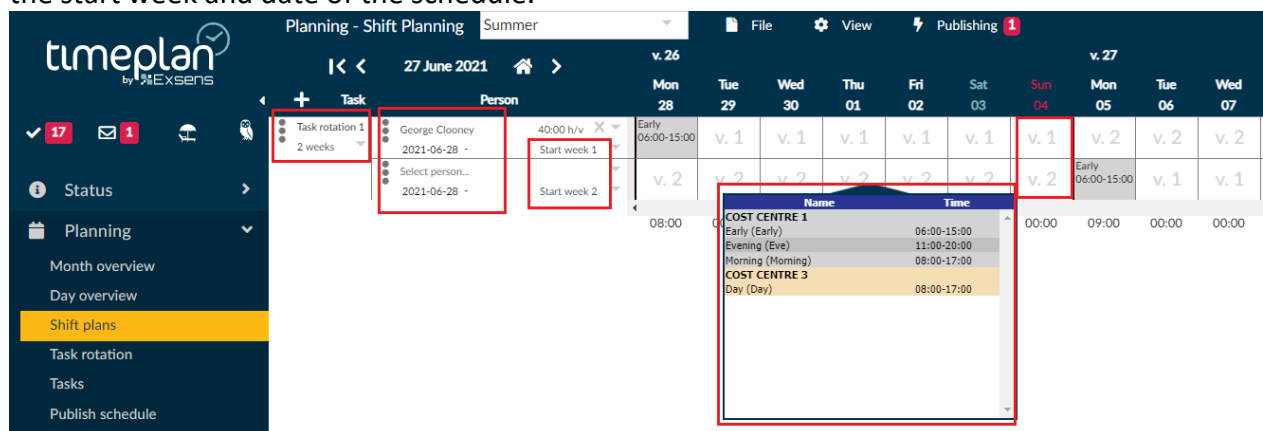 the start week and date of the schedule.
tımeplan
by Exsens
Planning - Shift Planning Summer File View Publishing 1
27 June 2021
v. 26 v. 27
Mon Tue Wed Thu Fri Sat Sun Mon Tue Wed
Task Person 28 29 30 01 02 03 04 05 06 07
17 1
Task rotation 1
2 weeks
George Clooney 40:00 h/v
2021-06-28 - Start week 1
Early
06:00-15:00
v. 1 v. 1 v. 1 v. 1 v. 1 v. 1 v. 2 v. 2 v. 2
Select person...
2021-06-28 - Start week 2
v. 2 v. 2 v. 2 v. 2 v. 2 v. 2 v. 2
Early
06:00-15:00
v. 1 v. 1
08:00 00:00 09:00 00:00 00:00
Name Time
COST CENTRE 1
Early (Early) 06:00-15:00
Evening (Eve) 11:00-20:00
Morning (Morning) 08:00-17:00
COST CENTRE 3
Day (Day) 08:00-17:00
Status
Planning
Month overview
Day overview
Shift plans
Task rotation
Tasks
Publish schedule